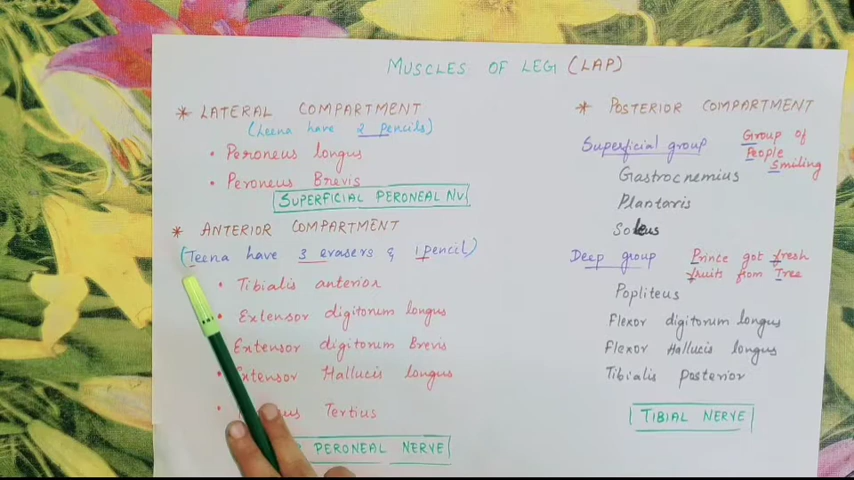 MUSCLES OF LEG (LAP)
* LATERAL COMPARTMENT
(Leena have 2 pencils)
• Peroneus longus
• Peroneus Brevis
SUPERFICIAL PERONEAL NV
* ANTERIOR COMPARTMENT
(Teena have 3 erasers & 1 pencil)
• Tibialis anterior
• Extensor digitorum longus
Extensor digitorum Brevis
• Extensor Hallucis longus
• Tertius
PERONEAL NERVE
* POSTERIOR COMPARTMENT
Superficial group
Group of
People
Smiling
Gastrocnemius
Plantaris
Soleus
Deep group
Prince got fresh
fruits from Tree
Popliteus
Flexor digitorum longus
Flexor Hallucis longus
Tibialis Posterior
TIBIAL NERVE